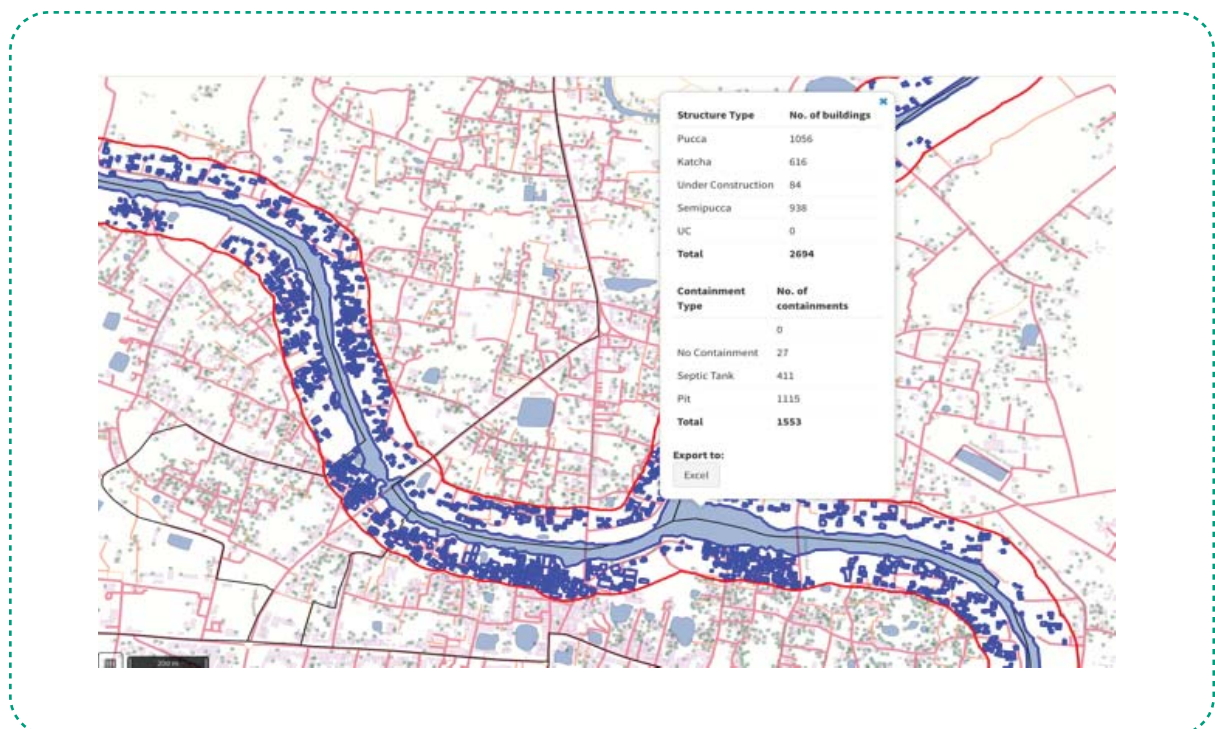 Structure Type No. of buildings
Pucca 1056
Katcha 616
Under Construction 84
Semipucca 938
UC 0
Total 2694
Containment No. of
Type containments
0
No Containment 27
Septic Tank 411
Pit 1115
Total 1553
Export to:
Excel
200 m